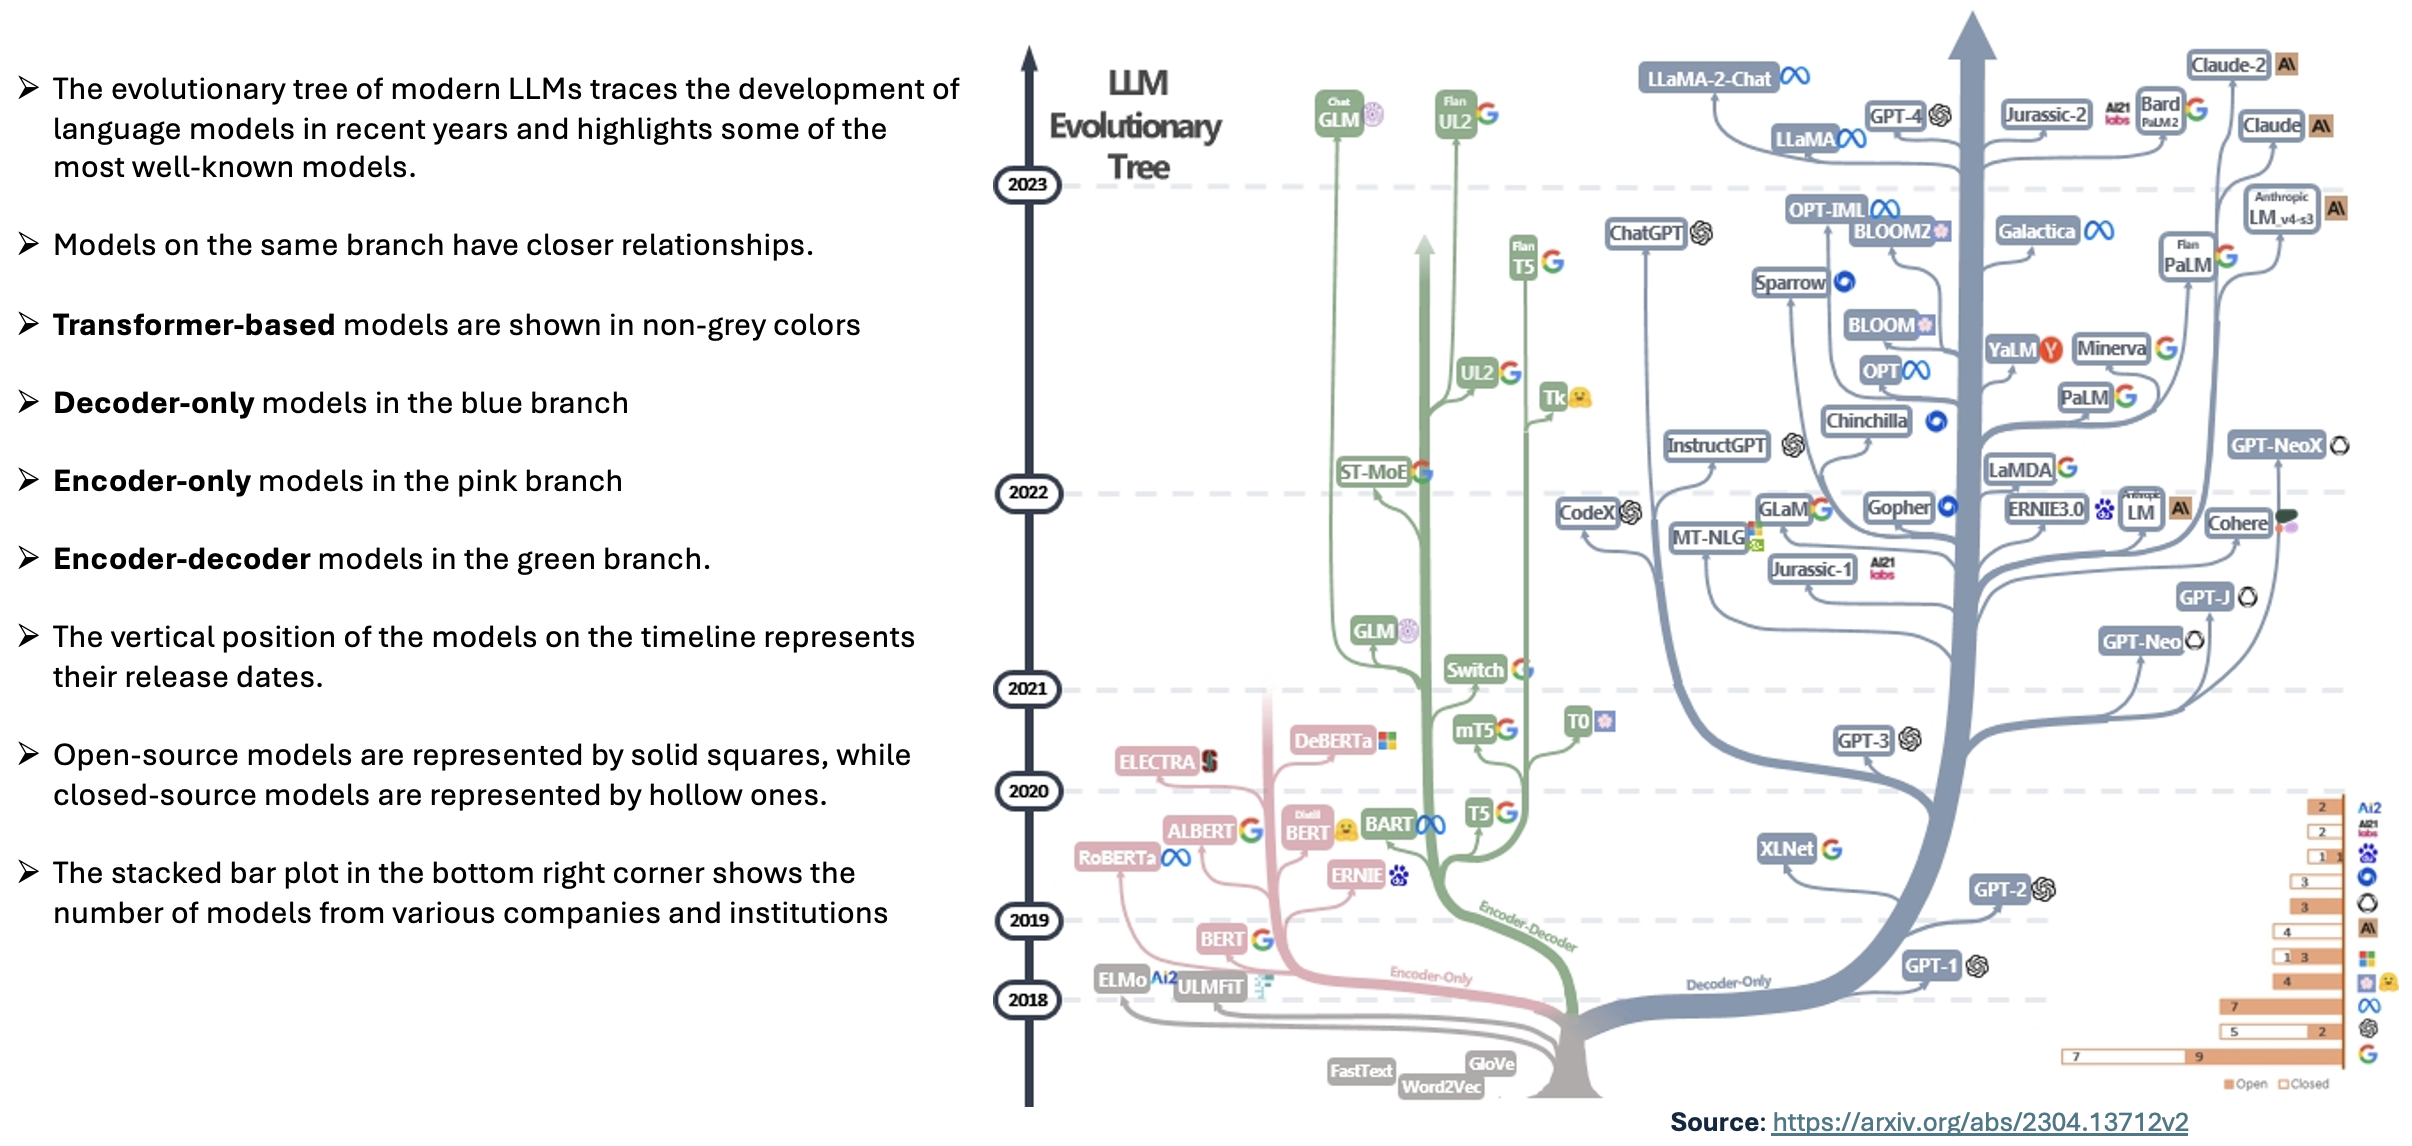 ➢ The evolutionary tree of modern LLMs traces the development of
language models in recent years and highlights some of the
most well-known models.
➢ Models on the same branch have closer relationships.
➢ Transformer-based models are shown in non-grey colors
➢ Decoder-only models in the blue branch
➢ Encoder-only models in the pink branch
➢ Encoder-decoder models in the green branch.
➢ The vertical position of the models on the timeline represents
their release dates.
➢ Open-source models are represented by solid squares, while
closed-source models are represented by hollow ones.
➢ The stacked bar plot in the bottom right corner shows the
number of models from various companies and institutions
LLM
Evolutionary
Tree
2023
2022
2021
2020
2019
2018
Chat
GLM
Flan
UL2
Flan
T5
UL2
Tk
ST-MoE
GLM
Switch
mT5
T0
T5
BART
Encoder-Decoder
DeBERTa
ELECTRA
ALBERT
Distill
BERT
RoBERTa
ERNIE
BERT
Encoder-Only
ELMo
Ai2
ULMFiT
FastText
Word2Vec
GloVe
LLaMA-2-Chat
LLaMA
GPT-4
Jurassic-2
AI21
labs
Bard
PaLM2
Claude-2
A\
Claude
A\
Anthropic
LM_v4-s3
A\
OPT-IML
BLOOMZ
ChatGPT
Galactica
Flan
PaLM
Sparrow
BLOOM
YaLM
Minerva
OPT
PaLM
Chinchilla
InstructGPT
GPT-NeoX
LaMDA
CodeX
GLaM
Gopher
ERNIE3.0
Anthropic
LM
A\
Cohere
MT-NLG
Jurassic-1
AI21
labs
GPT-J
GPT-Neo
GPT-3
XLNet
GPT-2
GPT-1
Decoder-Only
2 Ai2
2 AI21
labs
1 1
3
3
4 A\
1 3
4
7
5 2
7 9
Open Closed
Source: https://arxiv.org/abs/2304.13712v2